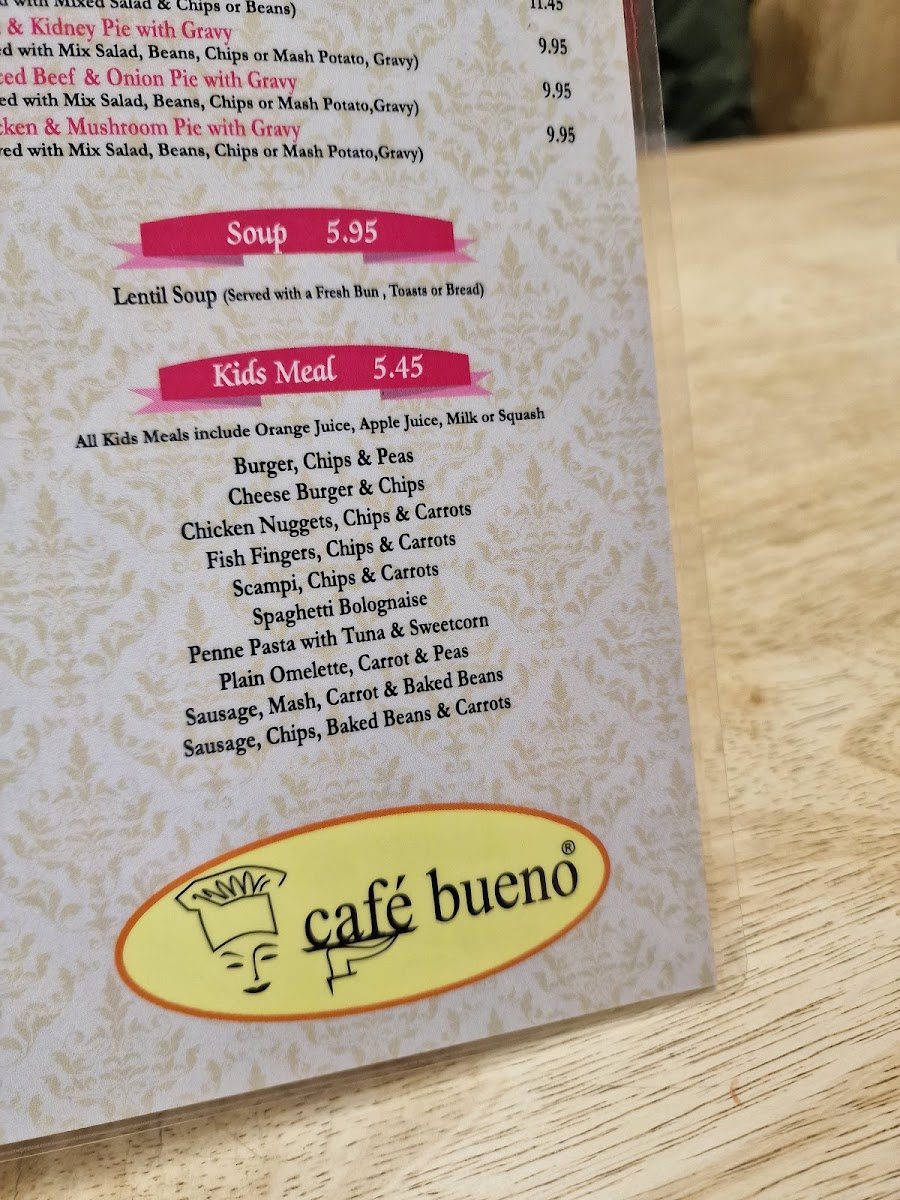 with Mixed Salad & Chips or Beans) 11.45
& Kidney Pie with Gravy
ed with Mix Salad, Beans, Chips or Mash Potato, Gravy) 9.95
ced Beef & Onion Pie with Gravy
ed with Mix Salad, Beans, Chips or Mash Potato,Gravy) 9.95
cken & Mushroom Pie with Gravy
ved with Mix Salad, Beans, Chips or Mash Potato,Gravy) 9.95
Soup 5.95
Lentil Soup (Served with a Fresh Bun , Toasts or Bread)
Kids Meal 5.45
All Kids Meals include Orange Juice, Apple Juice, Milk or Squash
Burger, Chips & Peas
Cheese Burger & Chips
Chicken Nuggets, Chips & Carrots
Fish Fingers, Chips & Carrots
Scampi, Chips & Carrots
Spaghetti Bolognaise
Penne Pasta with Tuna & Sweetcorn
Plain Omelette, Carrot & Peas
Sausage, Mash, Carrot & Baked Beans
Sausage, Chips, Baked Beans & Carrots
café bueno®